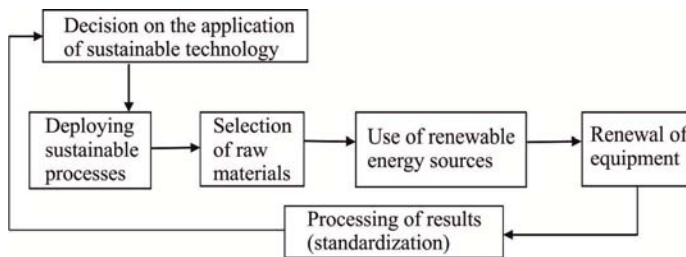 Decision on the application
of sustainable technology
Deploying
sustainable
processes
Selection
of raw
materials
Use of renewable
energy sources
Renewal of
equipment
Processing of results
(standardization)